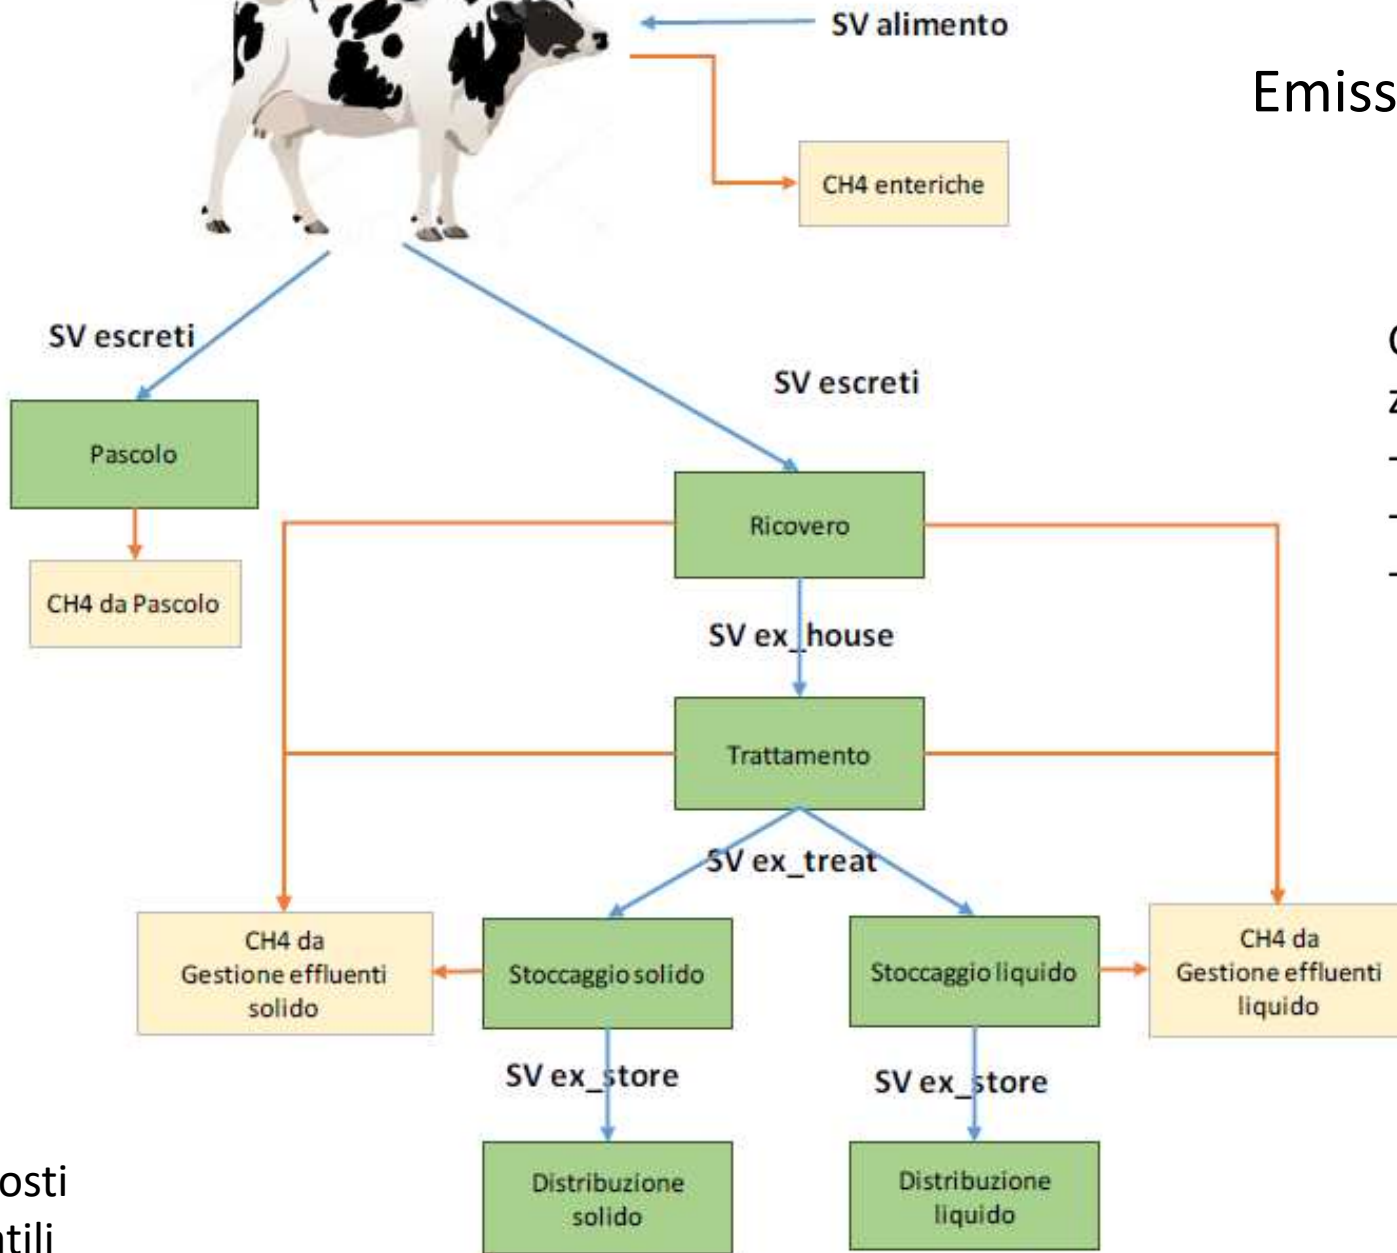 SV alimento
Emiss
CH4 enteriche
SV escreti
SV escreti
Pascolo
Ricovero
CH4 da Pascolo
SV ex_house
Trattamento
SV ex_treat
CH4 da
Gestione effluenti
solido
Stoccaggio solido
Stoccaggio liquido
CH4 da
Gestione effluenti
liquido
SV ex_store
SV ex_store
Distribuzione
solido
Distribuzione
liquido
osti
tili